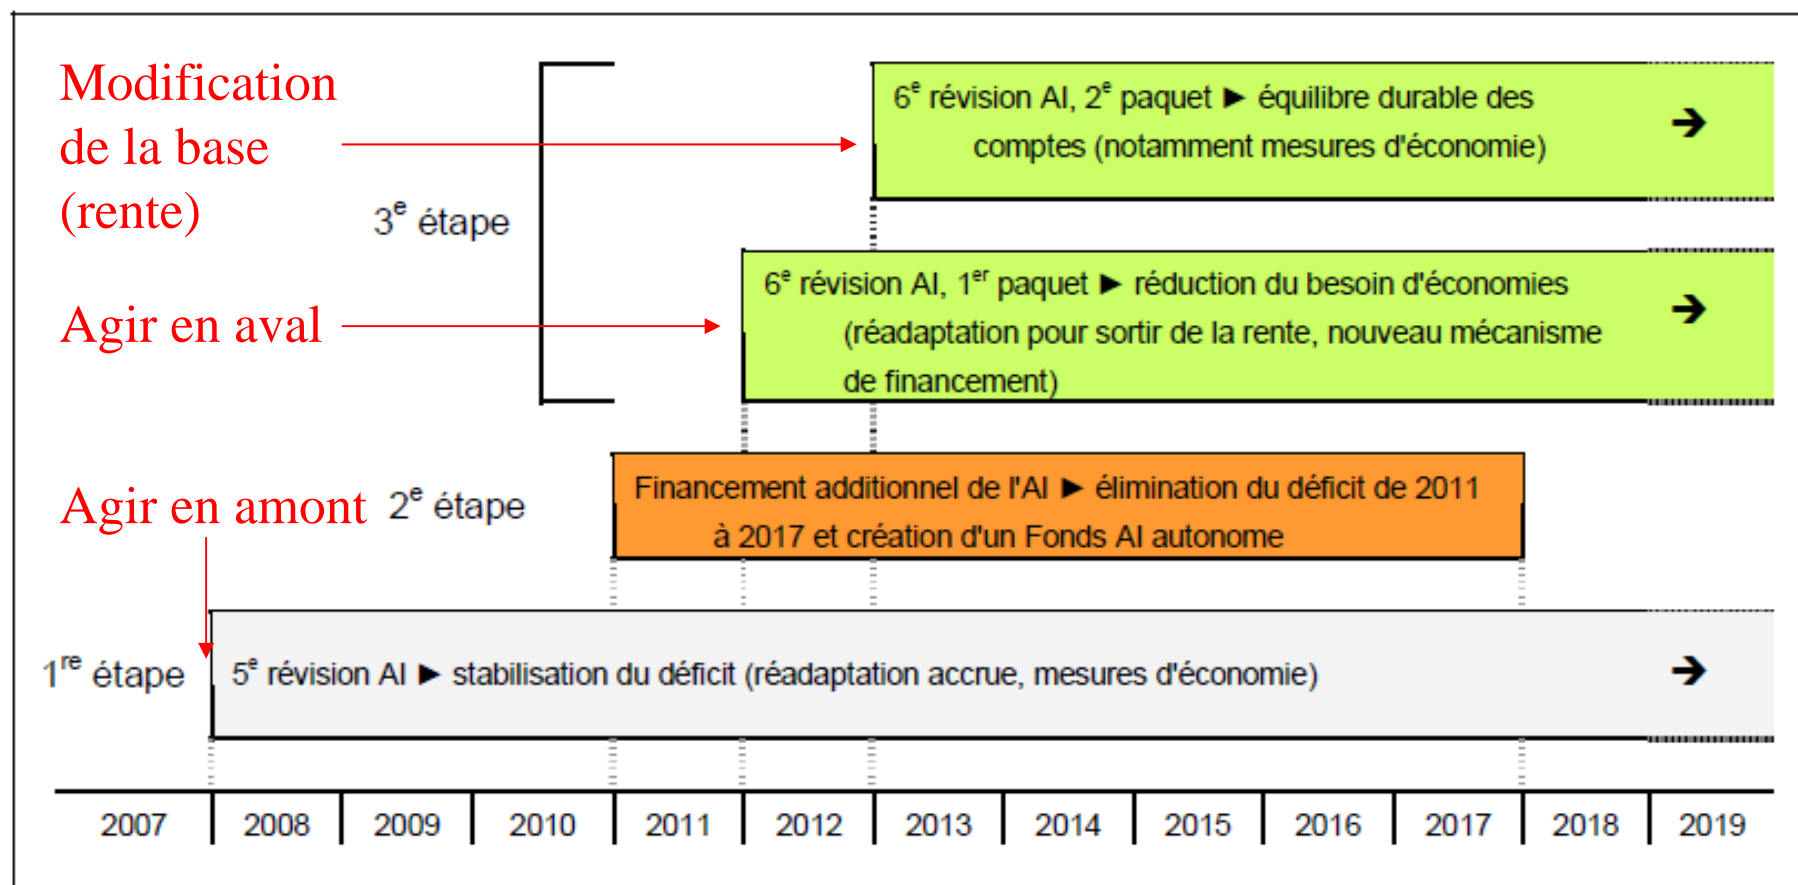 Modification
de la base
(rente)
6e révision AI, 2e paquet ► équilibre durable des
comptes (notamment mesures d'économie)
➔
3e étape
Agir en aval
6e révision AI, 1er paquet ► réduction du besoin d'économies
(réadaptation pour sortir de la rente, nouveau mécanisme
de financement)
➔
Agir en amont
2e étape
Financement additionnel de l'AI ► élimination du déficit de 2011
à 2017 et création d'un Fonds AI autonome
1re étape
5e révision AI ► stabilisation du déficit (réadaptation accrue, mesures d'économie)
➔
2007 2008 2009 2010 2011 2012 2013 2014 2015 2016 2017 2018 2019